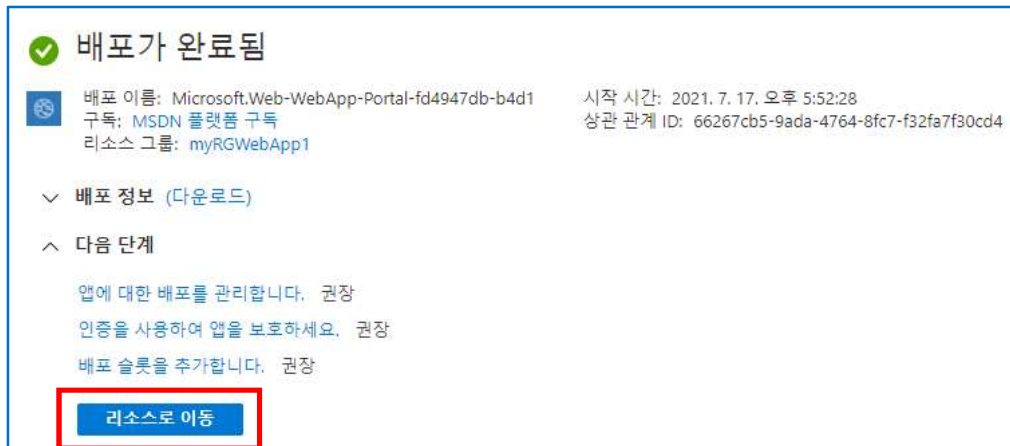 배포가 완료됨
배포 이름: Microsoft.Web-WebApp-Portal-fd4947db-b4d1
시작 시간: 2021. 7. 17. 오후 5:52:28
구독: MSDN 플랫폼 구독
상관 관계 ID: 66267cb5-9ada-4764-8fc7-f32fa7f30cd4
리소스 그룹: myRGWebApp1
배포 정보 (다운로드)
다음 단계
앱에 대한 배포를 관리합니다. 권장
인증을 사용하여 앱을 보호하세요. 권장
배포 슬롯을 추가합니다. 권장
리소스로 이동